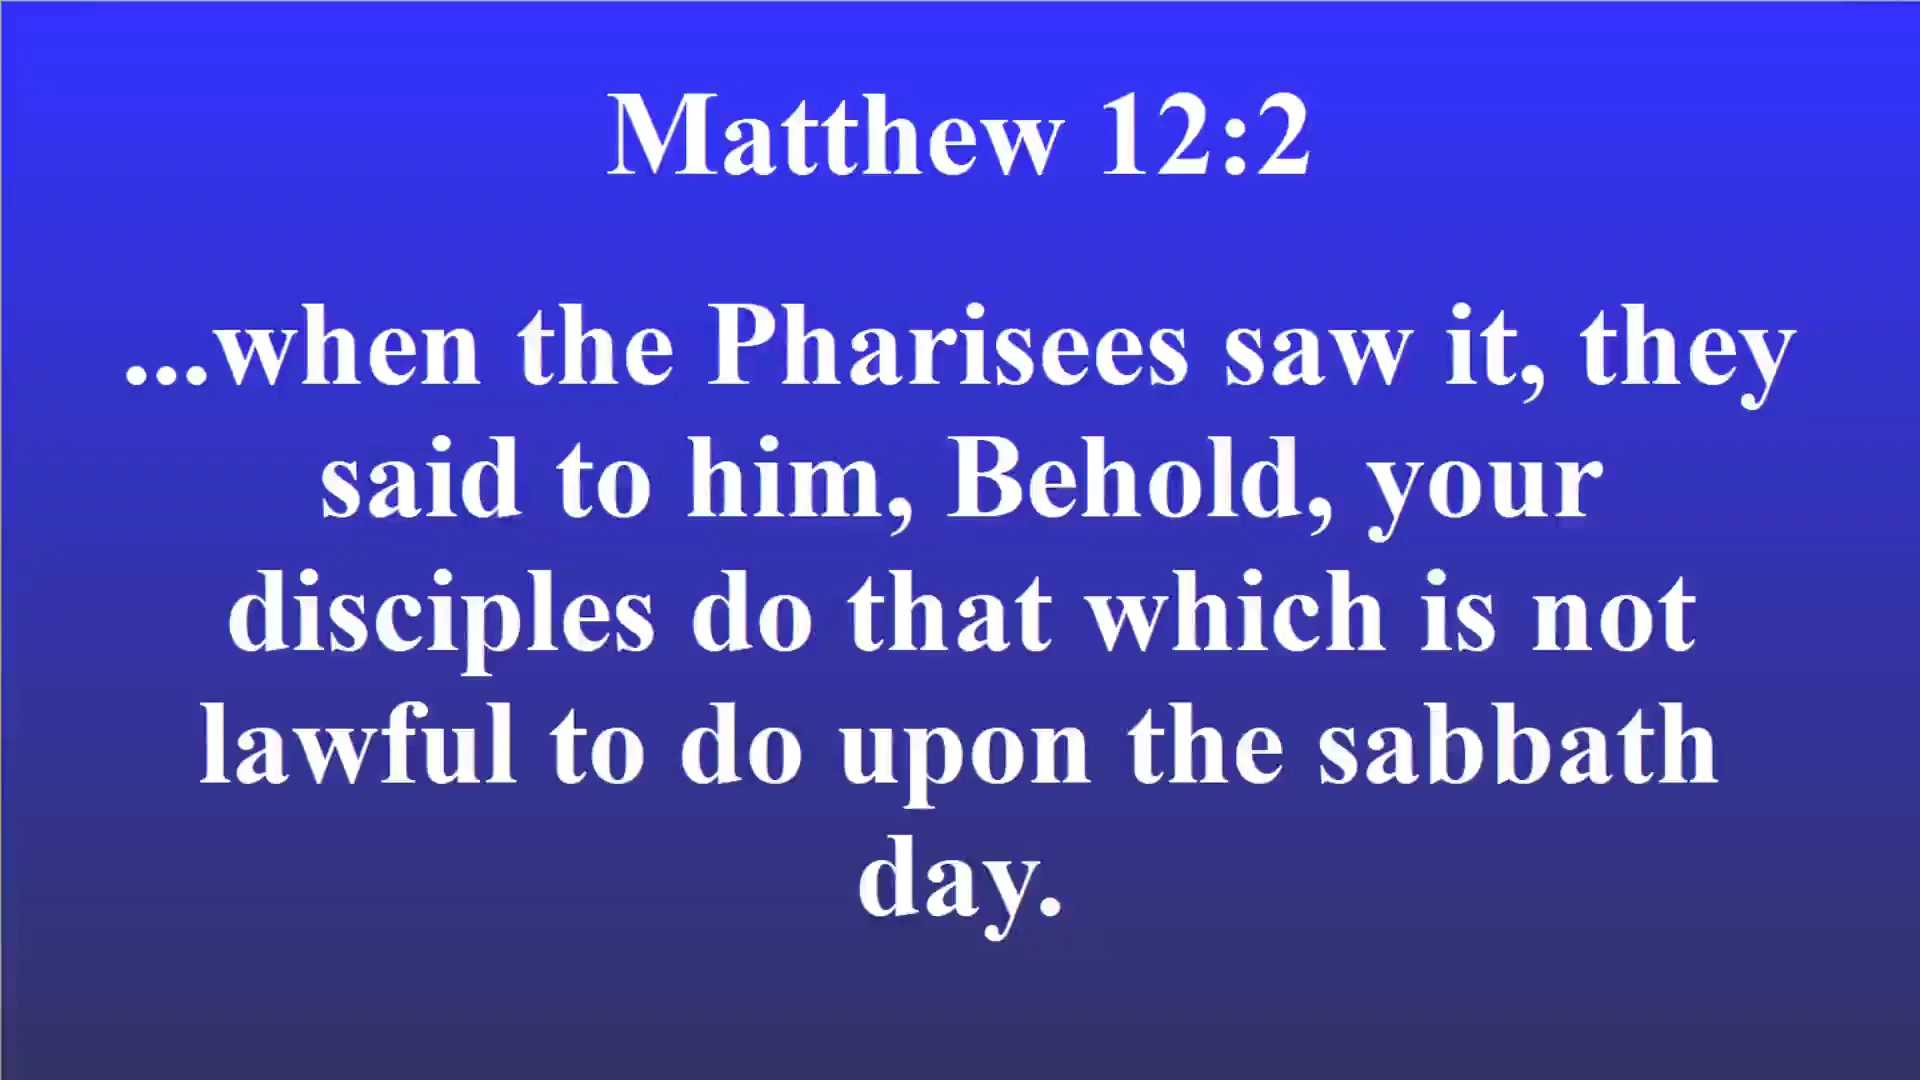 Matthew 12:2
...when the Pharisees saw it, they
said to him, Behold, your
disciples do that which is not
lawful to do upon the sabbath
day.